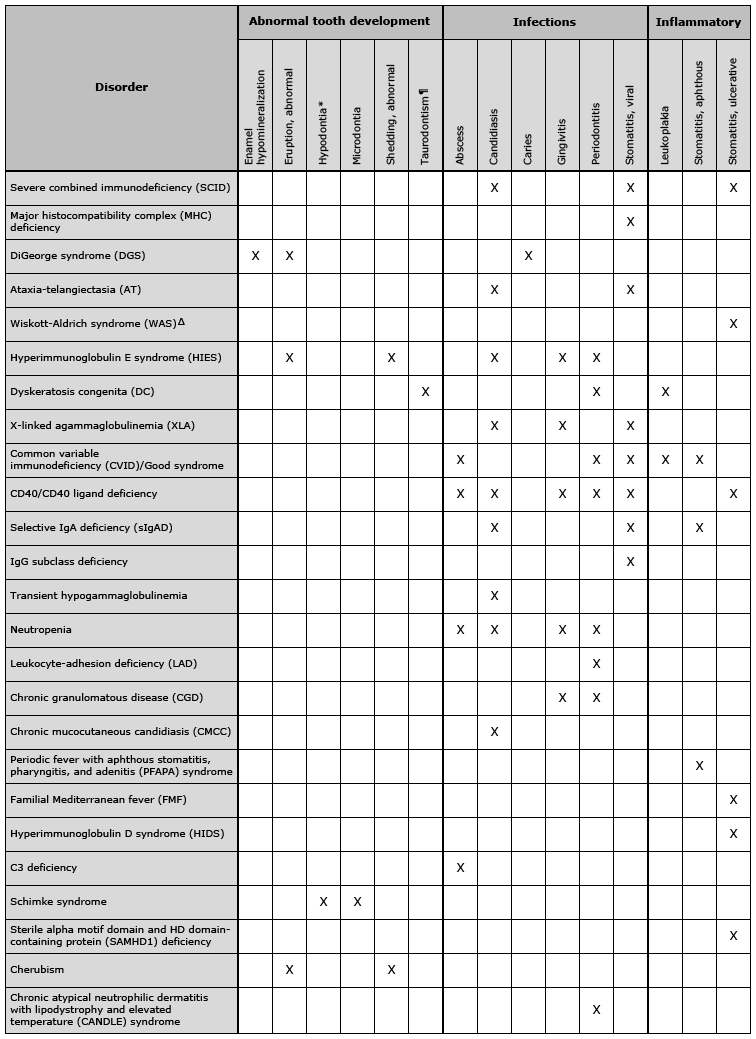 Disorder
Abnormal tooth development
Infections
Inflammatory
Enamel
hypomineralization
Eruption, abnormal
Hypodontia*
Microdontia
Shedding, abnormal
Taurodontism¶
Abscess
Candidiasis
Caries
Gingivitis
Periodontitis
Stomatitis, viral
Leukoplakia
Stomatitis, aphthous
Stomatitis, ulcerative
Severe combined immunodeficiency (SCID) X X X
Major histocompatibility complex (MHC)
deficiency X
DiGeorge syndrome (DGS) X X X
Ataxia-telangiectasia (AT) X X
Wiskott-Aldrich syndrome (WAS)Δ X
Hyperimmunoglobulin E syndrome (HIES) X X X X X
Dyskeratosis congenita (DC) X X X
X-linked agammaglobulinemia (XLA) X X X
Common variable
immunodeficiency (CVID)/Good syndrome X X X X X
CD40/CD40 ligand deficiency X X X X X X
Selective IgA deficiency (sIgAD) X X X
IgG subclass deficiency X
Transient hypogammaglobulinemia X
Neutropenia X X X X
Leukocyte-adhesion deficiency (LAD) X
Chronic granulomatous disease (CGD) X X
Chronic mucocutaneous candidiasis (CMCC) X
Periodic fever with aphthous stomatitis,
pharyngitis, and adenitis (PFAPA) syndrome X
Familial Mediterranean fever (FMF) X
Hyperimmunoglobulin D syndrome (HIDS) X
C3 deficiency X
Schimke syndrome X X
Sterile alpha motif domain and HD domain-
containing protein (SAMHD1) deficiency X
Cherubism X X
Chronic atypical neutrophilic dermatitis
with lipodystrophy and elevated
temperature (CANDLE) syndrome X